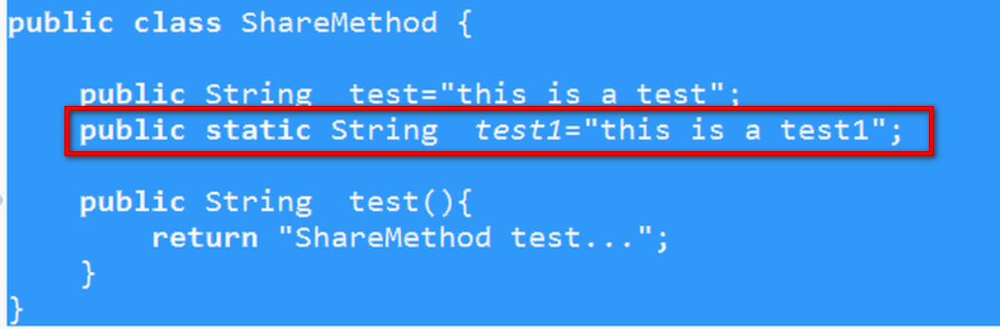 public class ShareMethod {
public String  test="this is a test";
public static String  test1="this is a test1";
public String  test(){
return "ShareMethod test...";
}
}